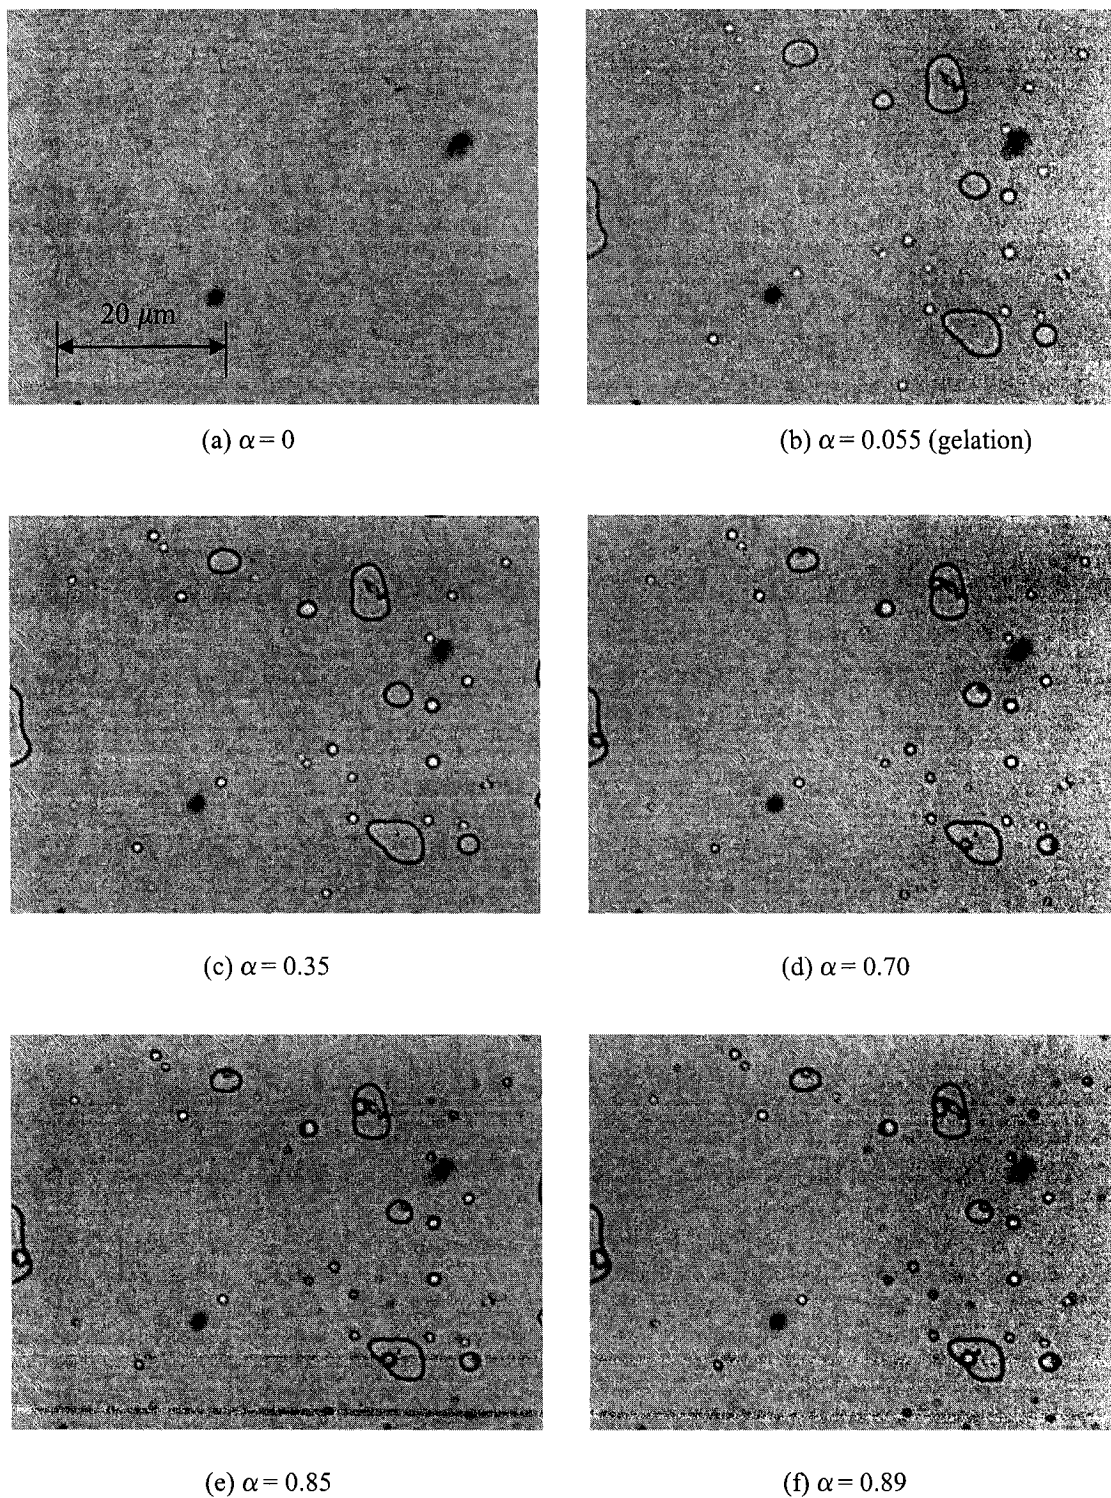 20 μm
(a) α = 0
(b) α = 0.055 (gelation)
(c) α = 0.35
(d) α = 0.70
(e) α = 0.85
(f) α = 0.89